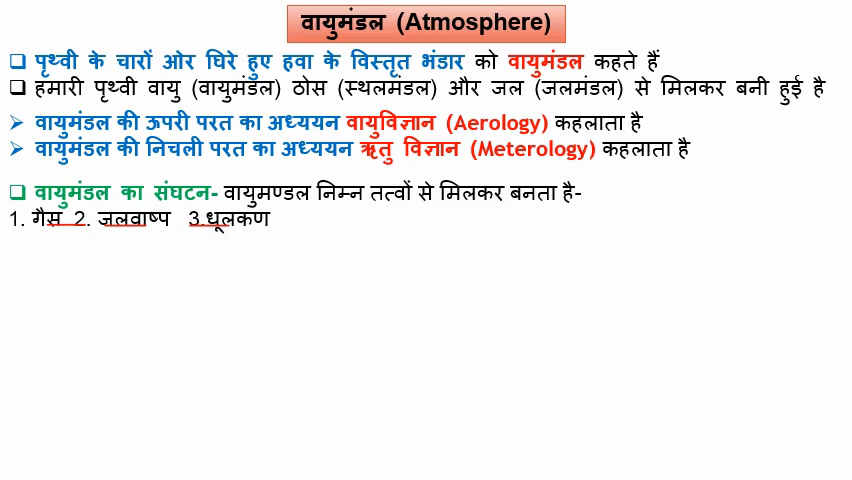 वायुमंडल (Atmosphere)
❑ पृथ्वी के चारों ओर घिरे हुए हवा के विस्तृत भंडार को वायुमंडल कहते हैं
❑ हमारी पृथ्वी वायु (वायुमंडल) ठोस (स्थलमंडल) और जल (जलमंडल) से मिलकर बनी हुई है
➢ वायुमंडल की ऊपरी परत का अध्ययन वायुविज्ञान (Aerology) कहलाता है
➢ वायुमंडल की निचली परत का अध्ययन ऋतु विज्ञान (Meterology) कहलाता है
❑ वायुमंडल का संघटन- वायुमण्डल निम्न तत्वों से मिलकर बनता है-
1. गैस 2. जलवाष्प 3.धूलकण